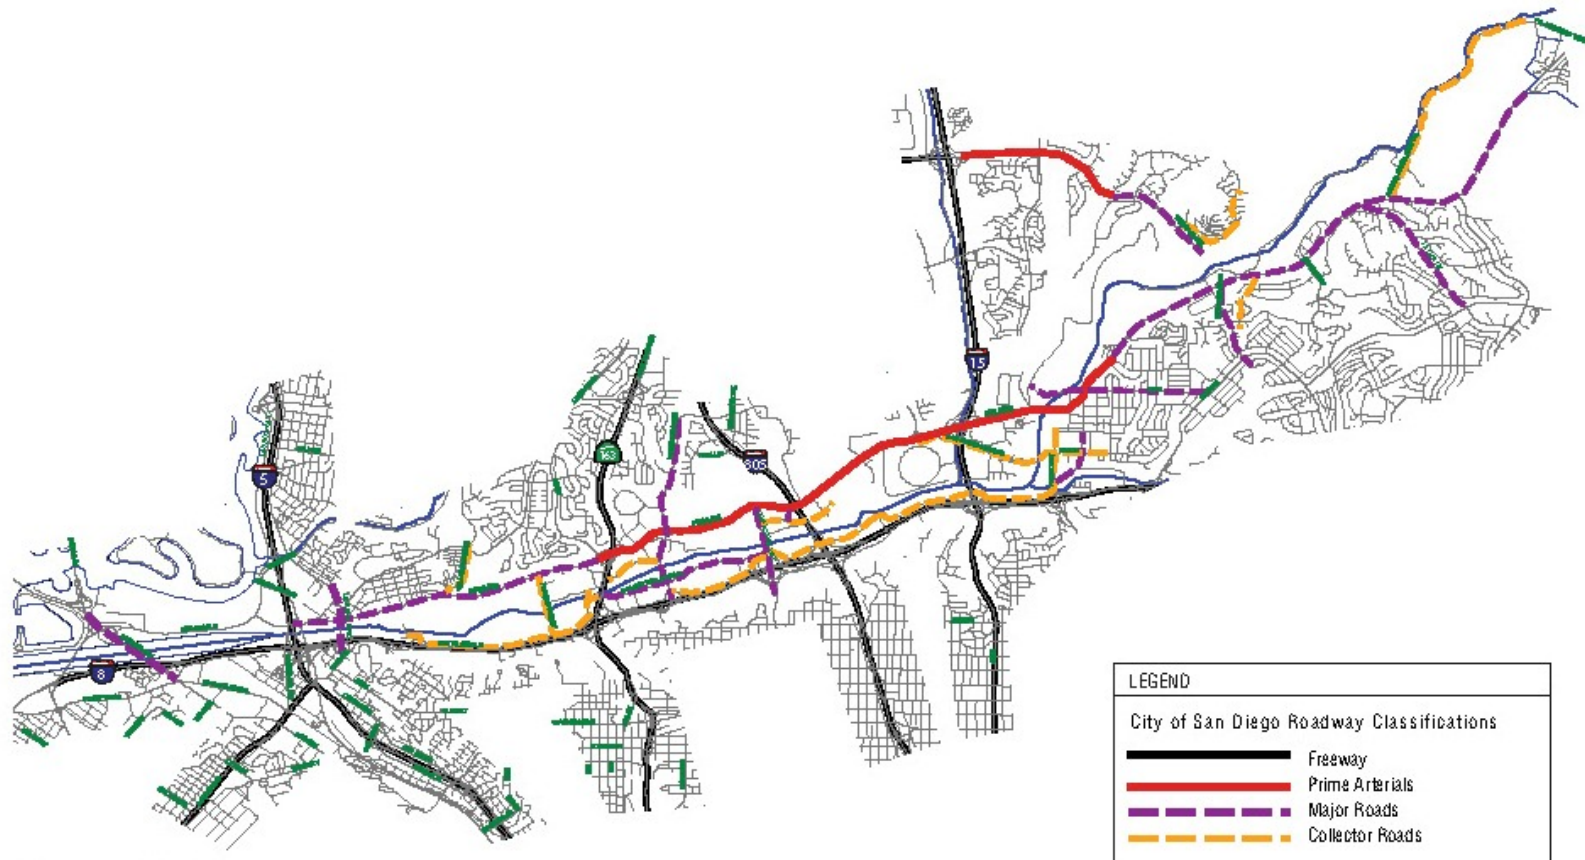 15
163
805
5
8
LEGEND
City of San Diego Roadway Classifications
Freeway
Prime Arterials
Major Roads
Collector Roads